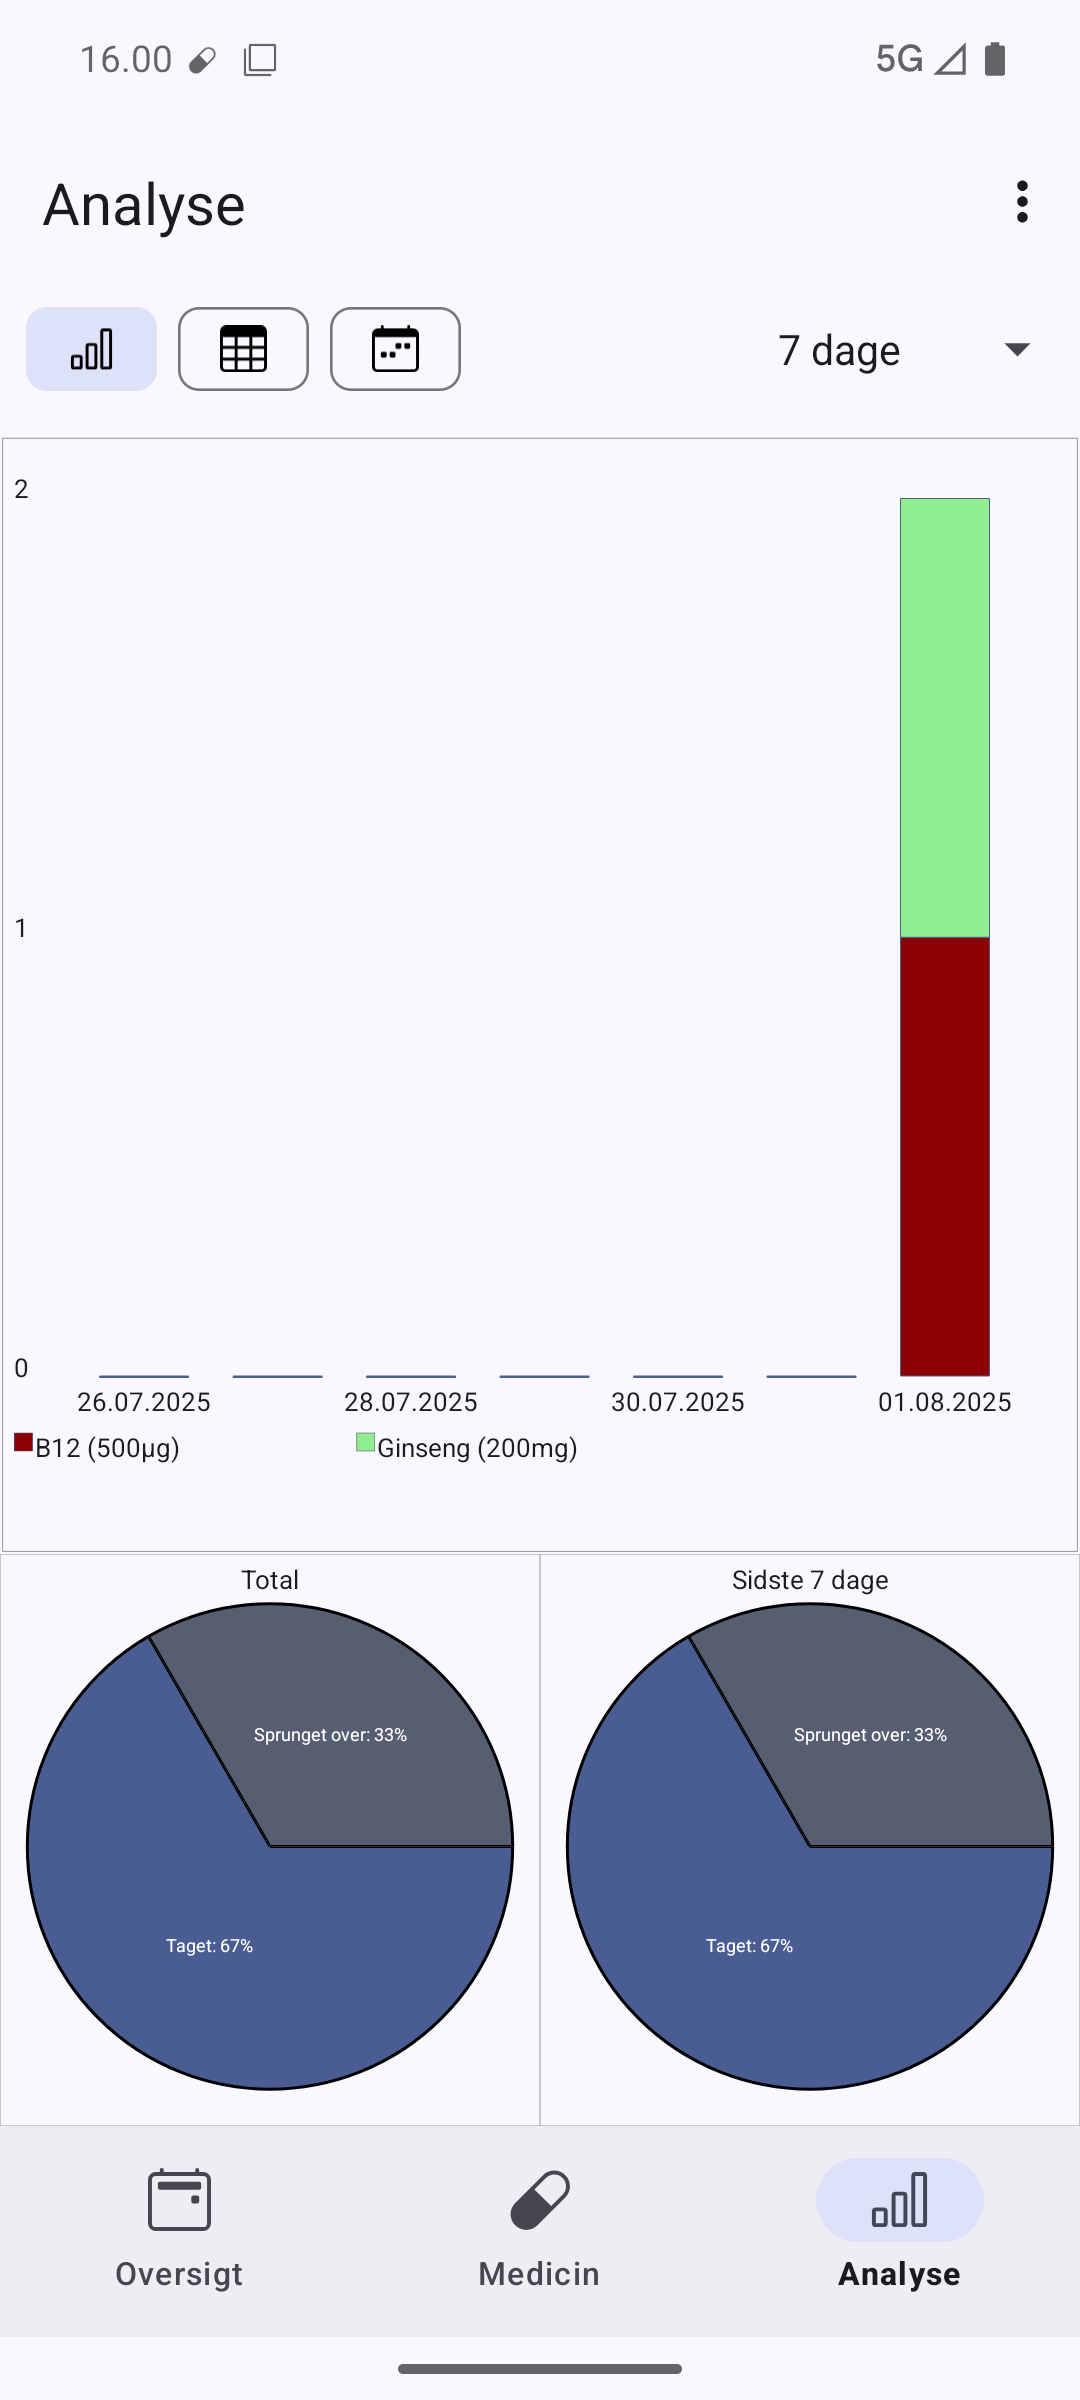 16.00
5G
Analyse
7 dage
2
1
0
26.07.2025 28.07.2025 30.07.2025 01.08.2025
B12 (500µg) Ginseng (200mg)
Total
Sprunget over: 33%
Taget: 67%
Sidste 7 dage
Sprunget over: 33%
Taget: 67%
Oversigt Medicin Analyse